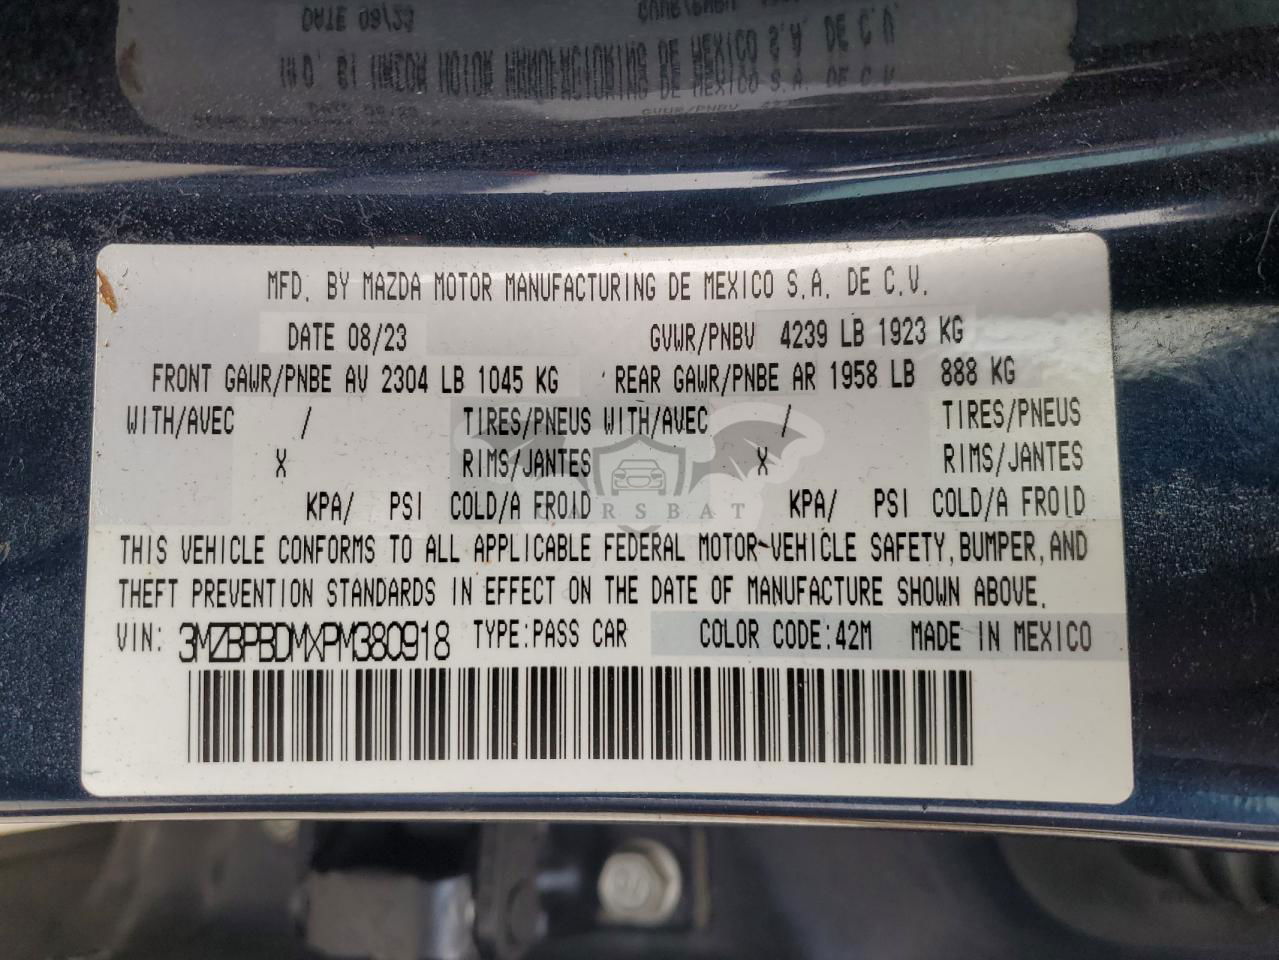 MFD. BY MAZDA MOTOR MANUFACTURING DE MEXICO S.A. DE C.V.
DATE 08/23 GVWR/PNBV 4239 LB 1923 KG
FRONT GAWR/PNBE AV 2304 LB 1045 KG REAR GAWR/PNBE AR 1958 LB 888 KG
WITH/AVEC / TIRES/PNEUS WITH/AVEC / TIRES/PNEUS
X RIMS/JANTES X RIMS/JANTES
KPA/ PSI COLD/A FROID KPA/ PSI COLD/A FROID
CARSBAT
THIS VEHICLE CONFORMS TO ALL APPLICABLE FEDERAL MOTOR VEHICLE SAFETY, BUMPER, AND
THEFT PREVENTION STANDARDS IN EFFECT ON THE DATE OF MANUFACTURE SHOWN ABOVE.
VIN: 3MZBPBDMXPM380918 TYPE: PASS CAR COLOR CODE: 42M MADE IN MEXICO